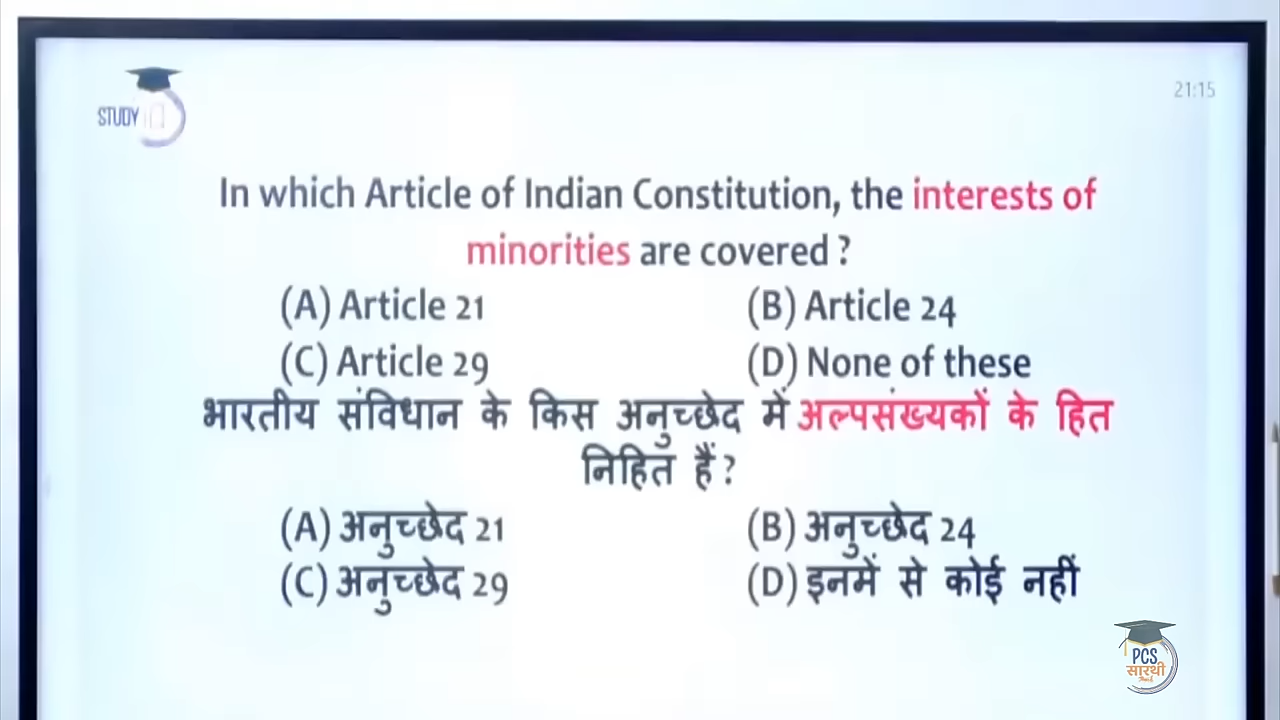 STUDY
21:15
In which Article of Indian Constitution, the interests of
minorities are covered ?
(A) Article 21 (B) Article 24
(C) Article 29 (D) None of these
भारतीय संविधान के किस अनुच्छेद में अल्पसंख्यकों के हित
निहित हैं ?
(A) अनुच्छेद 21 (B) अनुच्छेद 24
(C) अनुच्छेद 29 (D) इनमें से कोई नहीं
PCS
सारथी